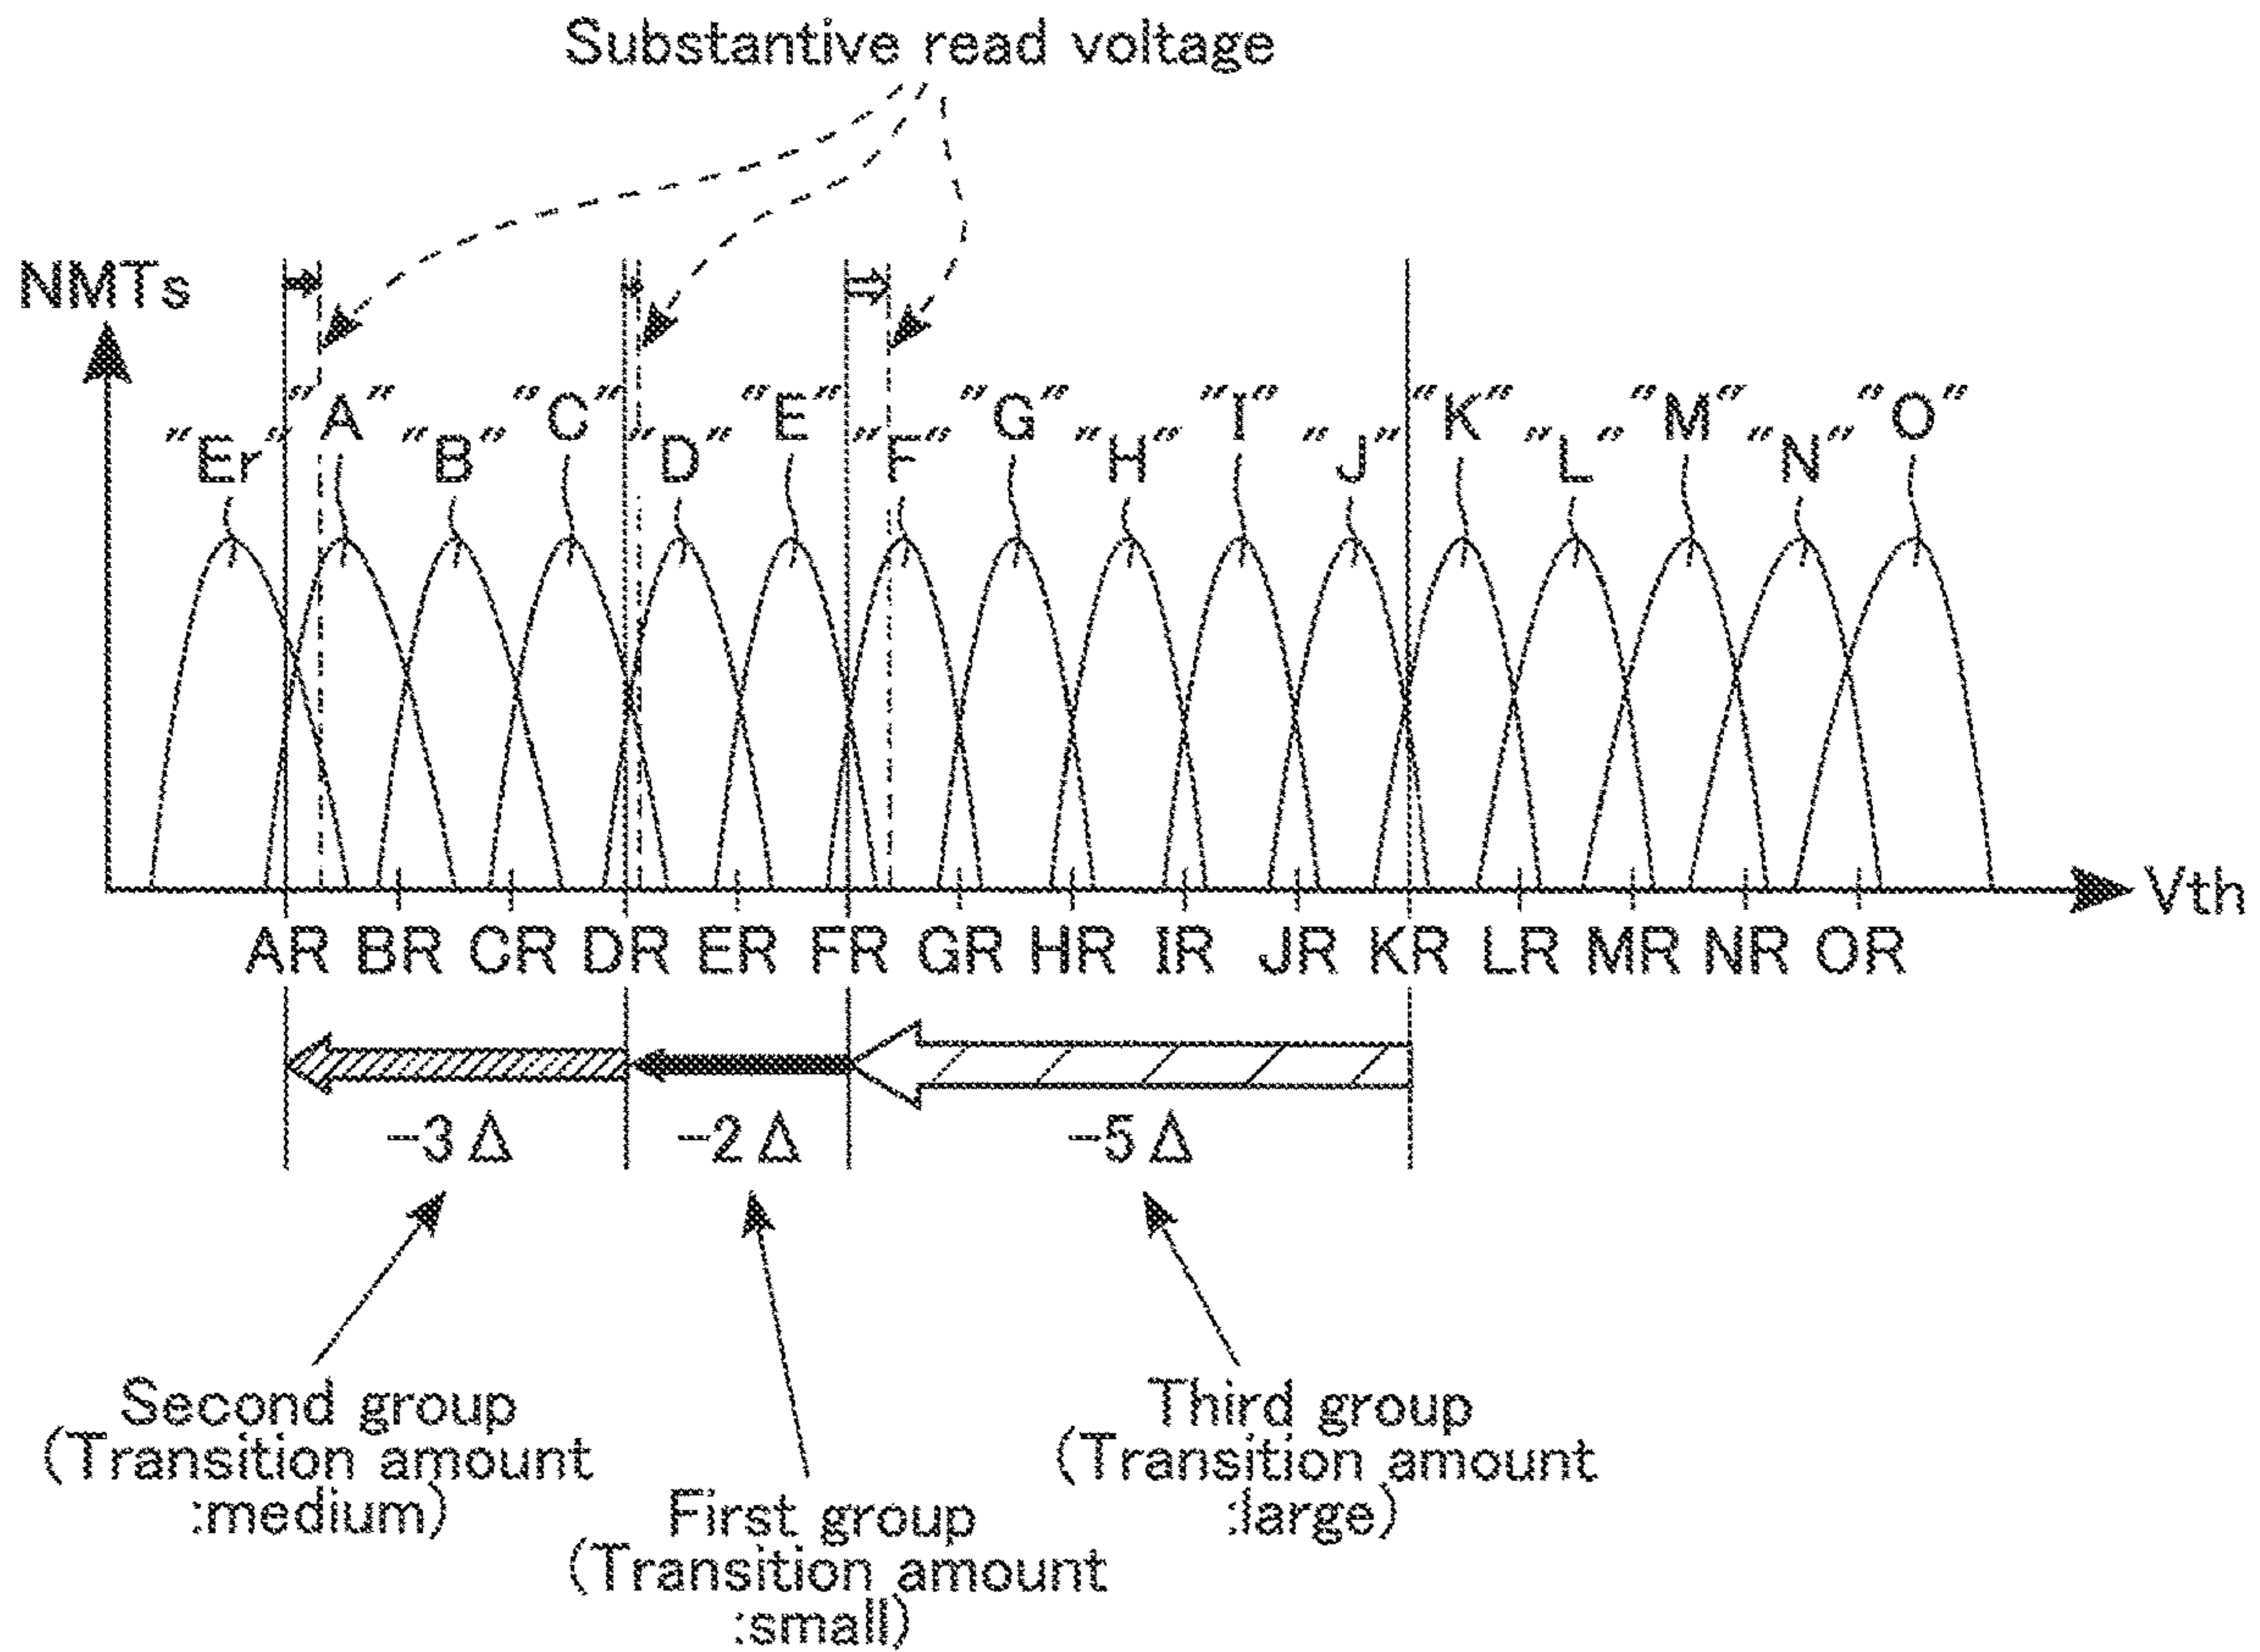 Substantive read voltage
NMTs
"Er" "A" "B" "C" "D" "E" "F" "G" "H" "I" "J" "K" "L" "M" "N" "O"
Vth
AR BR CR DR ER FR GR HR IR JR KR LR MR NR OR
-3Δ -2Δ -5Δ
Second group
(Transition amount
:medium)
First group
(Transition amount
:small)
Third group
(Transition amount
:large)